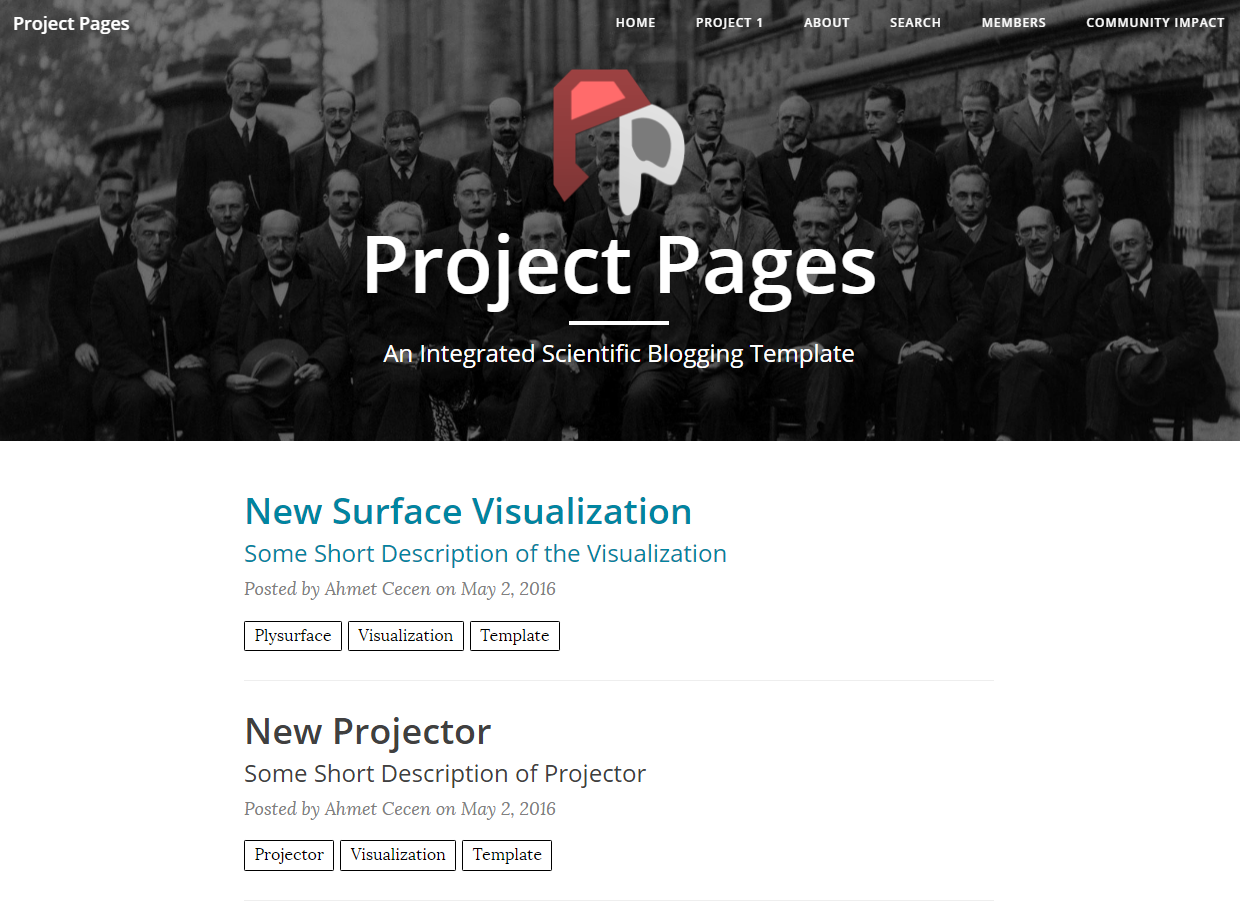 Project Pages
HOME PROJECT 1 ABOUT SEARCH MEMBERS COMMUNITY IMPACT
Project Pages
An Integrated Scientific Blogging Template
New Surface Visualization
Some Short Description of the Visualization
Posted by Ahmet Cecen on May 2, 2016
Plysurface Visualization Template
New Projector
Some Short Description of Projector
Posted by Ahmet Cecen on May 2, 2016
Projector Visualization Template